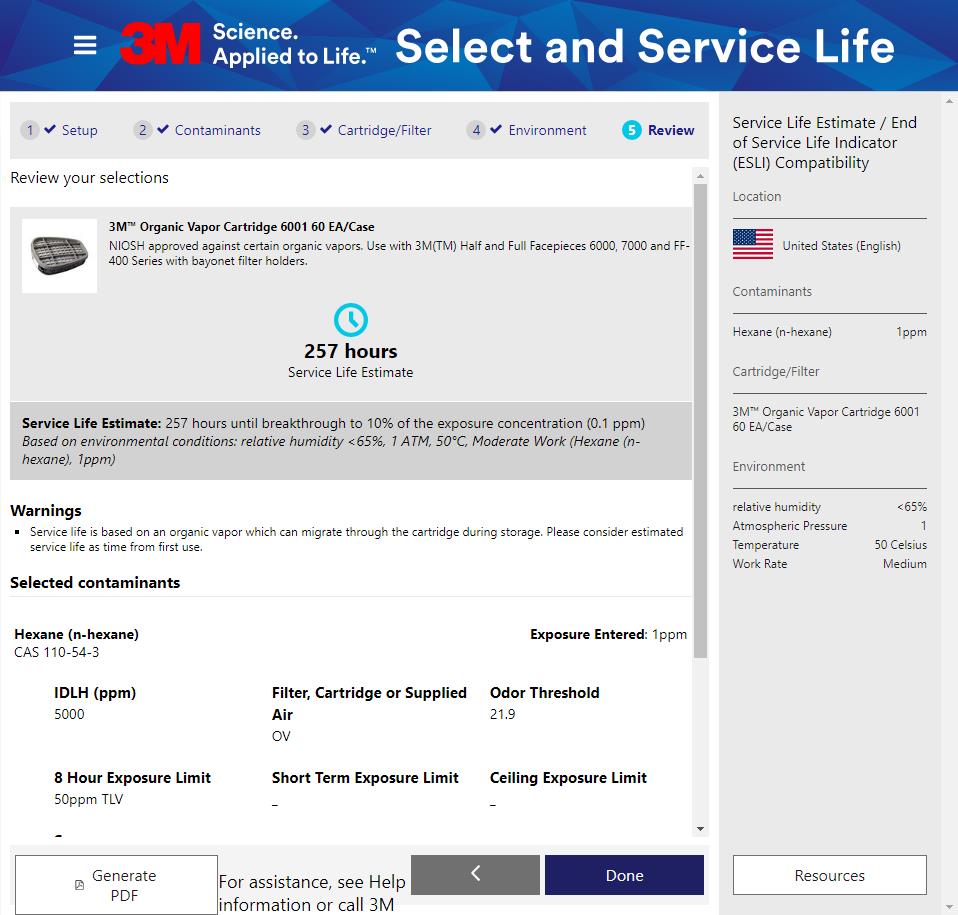 3M Science.
Applied to Life.™
Select and Service Life
1 Setup
2 Contaminants
3 Cartridge/Filter
4 Environment
5 Review
Review your selections
3M™ Organic Vapor Cartridge 6001 60 EA/Case
NIOSH approved against certain organic vapors. Use with 3M(TM) Half and Full Facepieces 6000, 7000 and FF-
400 Series with bayonet filter holders.
257 hours
Service Life Estimate
Service Life Estimate: 257 hours until breakthrough to 10% of the exposure concentration (0.1 ppm)
Based on environmental conditions: relative humidity <65%, 1 ATM, 50°C, Moderate Work (Hexane (n-
hexane), 1ppm)
Warnings
Service life is based on an organic vapor which can migrate through the cartridge during storage. Please consider estimated
service life as time from first use.
Selected contaminants
Hexane (n-hexane)
Exposure Entered: 1ppm
CAS 110-54-3
IDLH (ppm)
5000
Filter, Cartridge or Supplied
Air
OV
Odor Threshold
21.9
8 Hour Exposure Limit
50ppm TLV
Short Term Exposure Limit
–
Ceiling Exposure Limit
–
Generate
PDF
For assistance, see Help
information or call 3M
Done
Service Life Estimate / End
of Service Life Indicator
(ESLI) Compatibility
Location
United States (English)
Contaminants
Hexane (n-hexane) 1ppm
Cartridge/Filter
3M™ Organic Vapor Cartridge 6001
60 EA/Case
Environment
relative humidity <65%
Atmospheric Pressure 1
Temperature 50 Celsius
Work Rate Medium
Resources